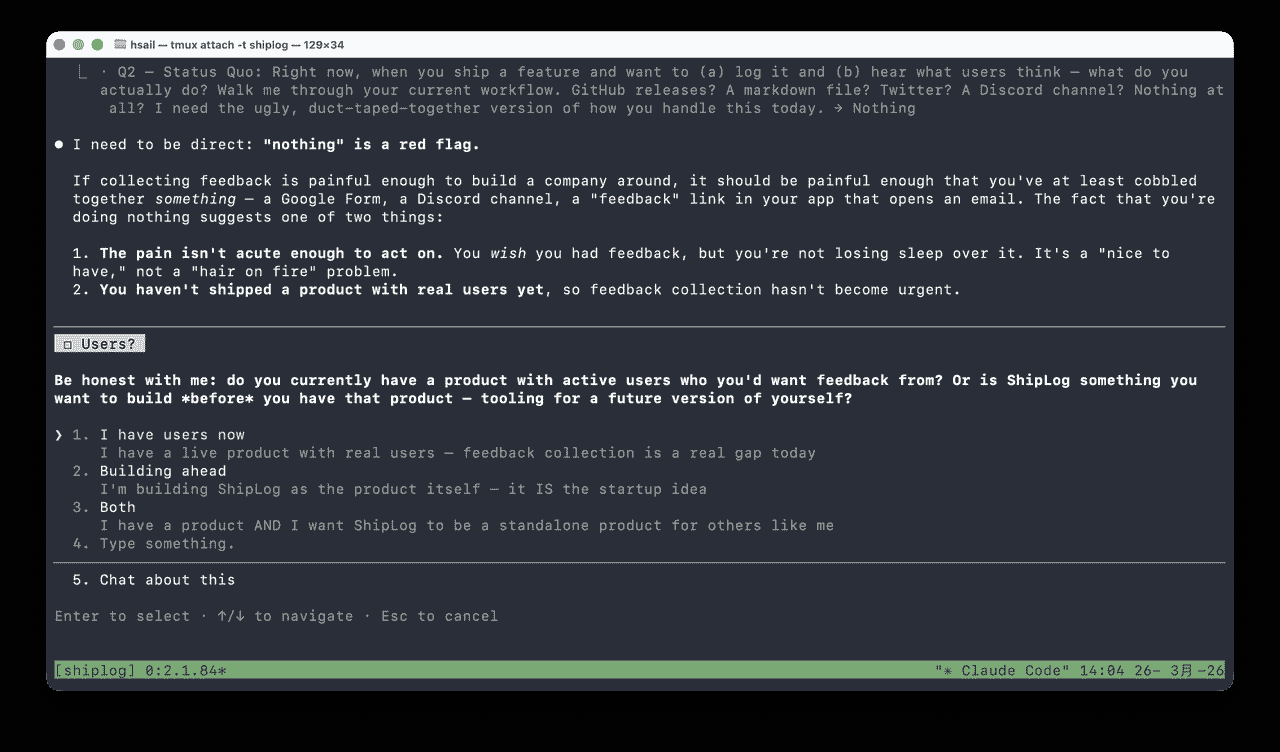 hsail — tmux attach -t shiplog — 129×34
⎿ · Q2 — Status Quo: Right now, when you ship a feature and want to (a) log it and (b) hear what users think — what do you
actually do? Walk me through your current workflow. GitHub releases? A markdown file? Twitter? A Discord channel? Nothing at
all? I need the ugly, duct-taped-together version of how you handle this today. → Nothing
● I need to be direct: "nothing" is a red flag.
If collecting feedback is painful enough to build a company around, it should be painful enough that you've at least cobbled
together something — a Google Form, a Discord channel, a "feedback" link in your app that opens an email. The fact that you're
doing nothing suggests one of two things:
1. The pain isn't acute enough to act on. You wish you had feedback, but you're not losing sleep over it. It's a "nice to
have," not a "hair on fire" problem.
2. You haven't shipped a product with real users yet, so feedback collection hasn't become urgent.
□ Users?
Be honest with me: do you currently have a product with active users who you'd want feedback from? Or is ShipLog something you
want to build *before* you have that product — tooling for a future version of yourself?
❯ 1. I have users now
I have a live product with real users — feedback collection is a real gap today
2. Building ahead
I'm building ShipLog as the product itself — it IS the startup idea
3. Both
I have a product AND I want ShipLog to be a standalone product for others like me
4. Type something.
5. Chat about this
Enter to select · ↑/↓ to navigate · Esc to cancel
[shiplog] 0:2.1.84* "✳ Claude Code" 14:04 26- 3月-26